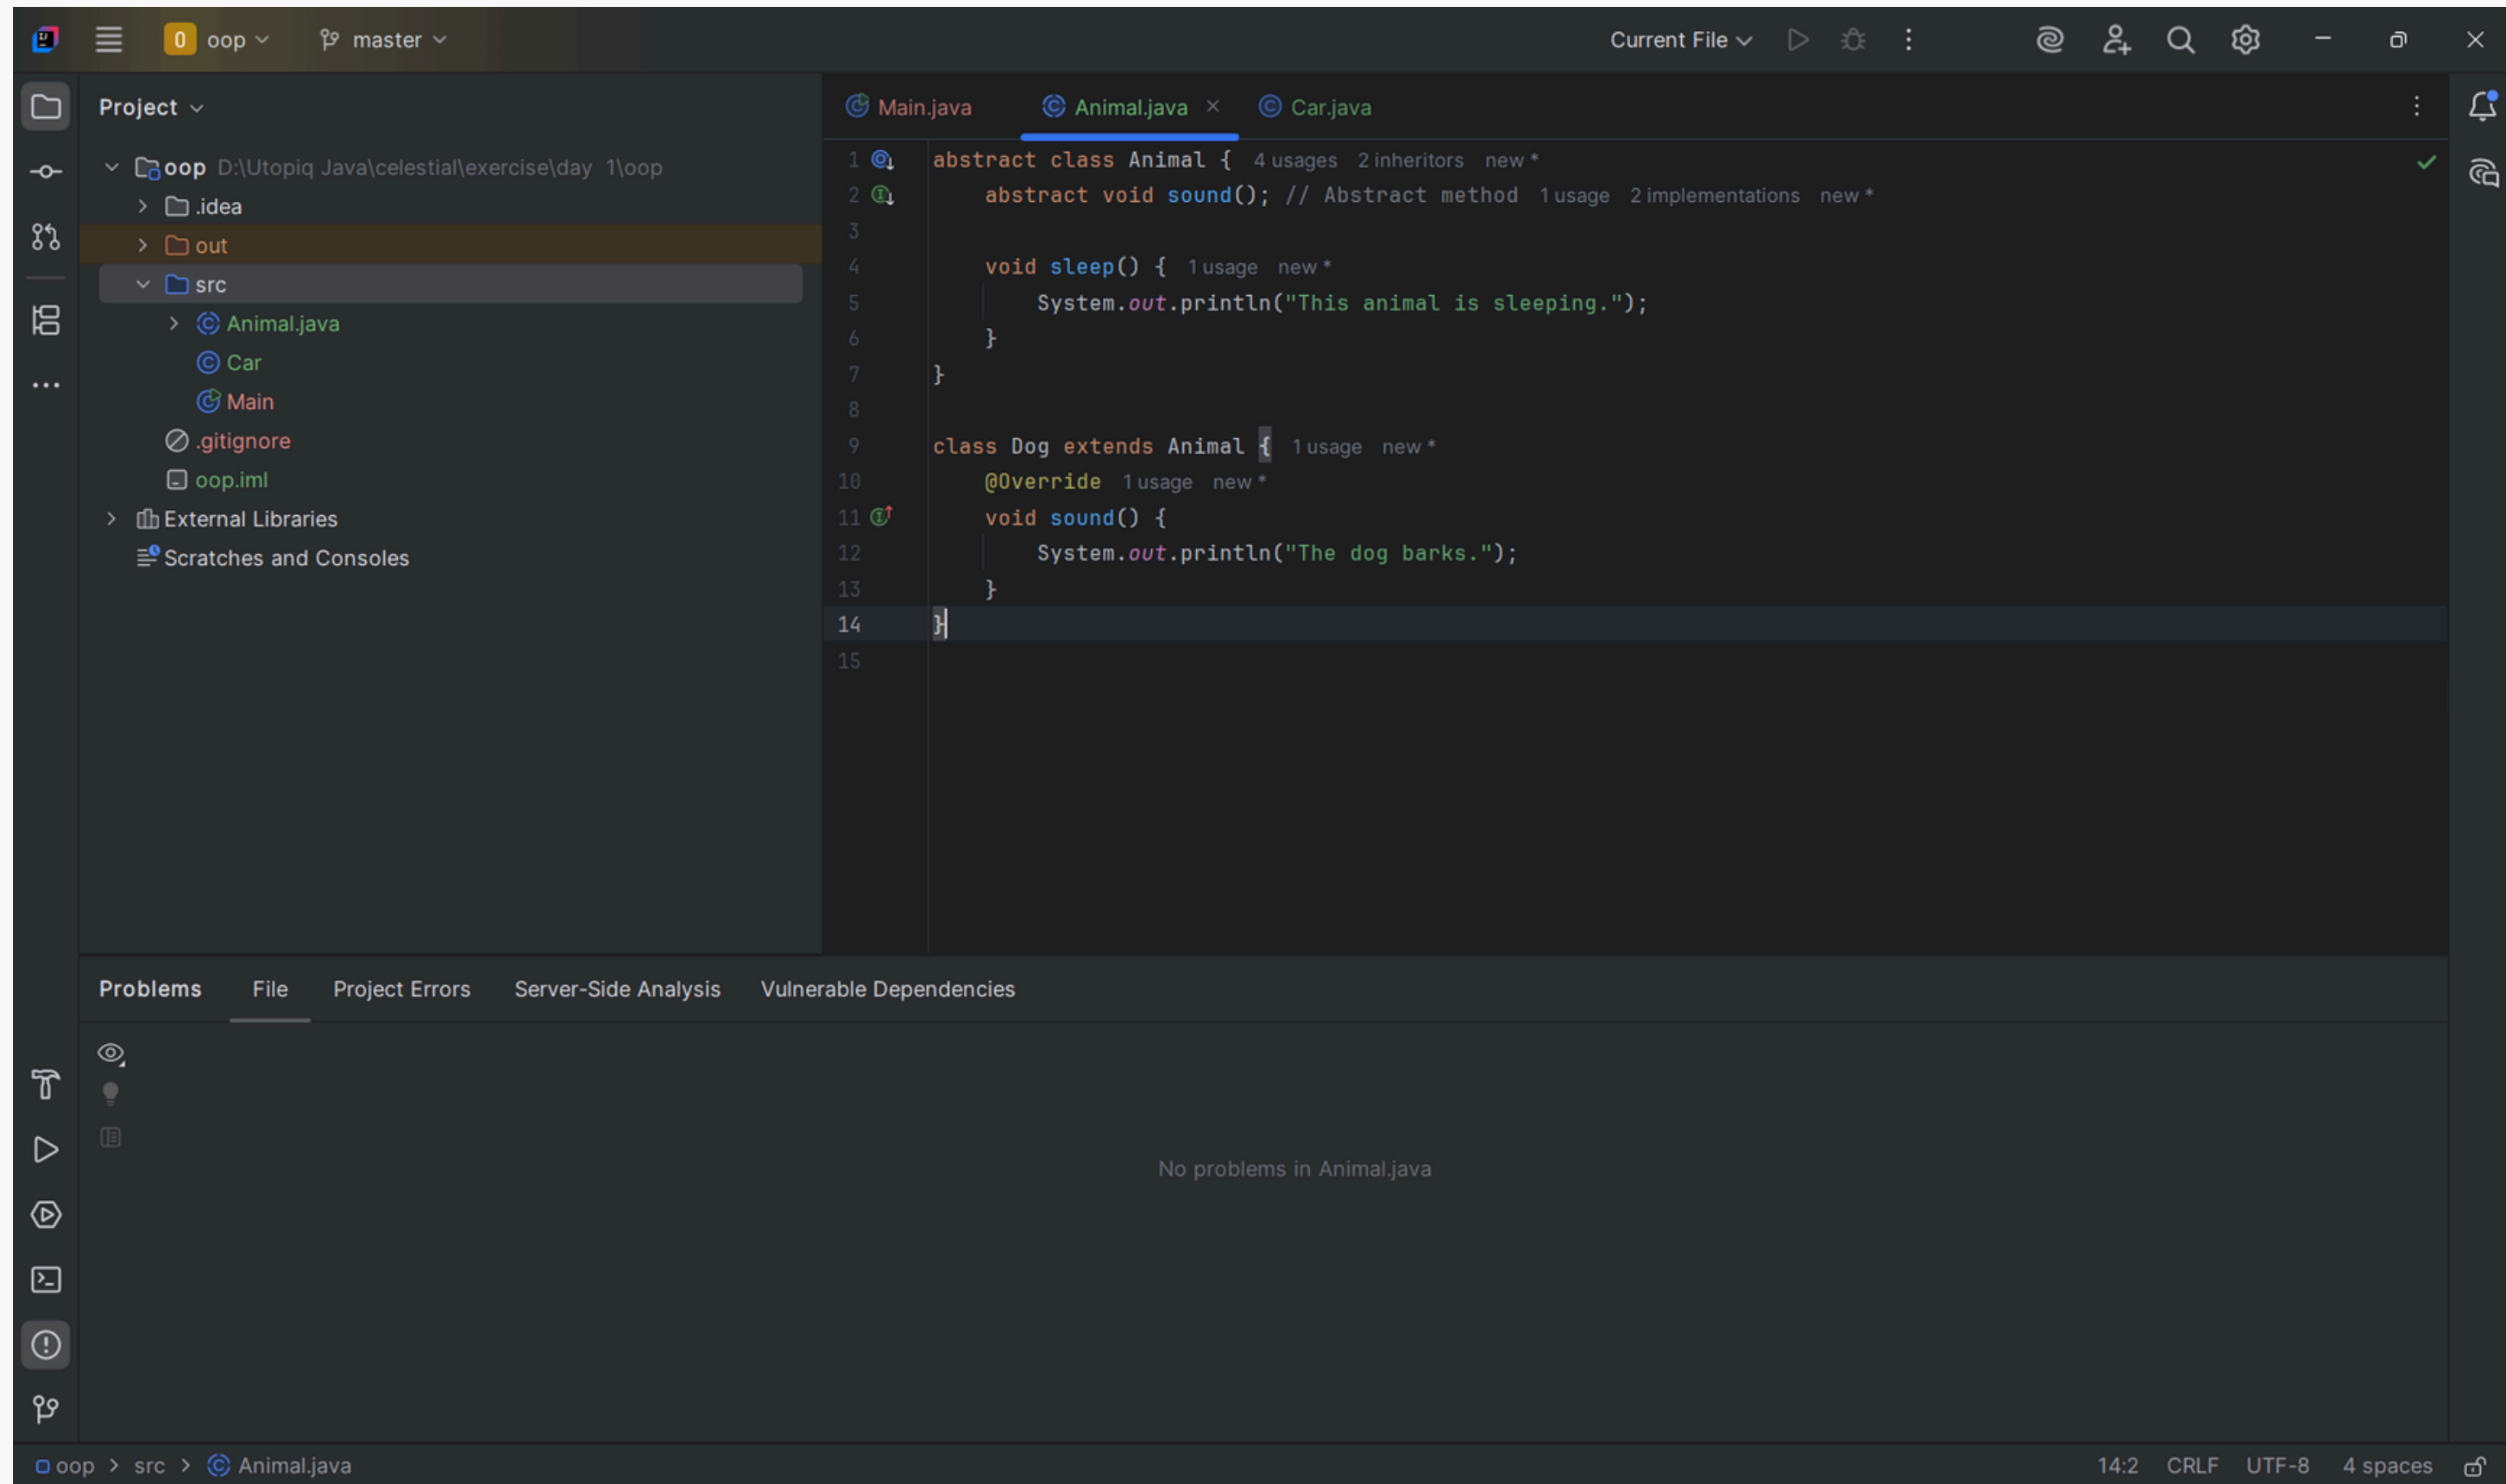 0 oop master Current File
Project
oop D:\Utopiq Java\celestial\exercise\day 1\oop
.idea
out
src
Animal.java
Car
Main
.gitignore
oop.iml
External Libraries
Scratches and Consoles
Main.java Animal.java Car.java
1 abstract class Animal { 4 usages 2 inheritors new *
2 abstract void sound(); // Abstract method 1 usage 2 implementations new *
3
4 void sleep() { 1 usage new *
5 System.out.println("This animal is sleeping.");
6 }
7 }
8
9 class Dog extends Animal { 1 usage new *
10 @Override 1 usage new *
11 void sound() {
12 System.out.println("The dog barks.");
13 }
14 }
15
Problems File Project Errors Server-Side Analysis Vulnerable Dependencies
No problems in Animal.java
oop > src > Animal.java 14:2 CRLF UTF-8 4 spaces